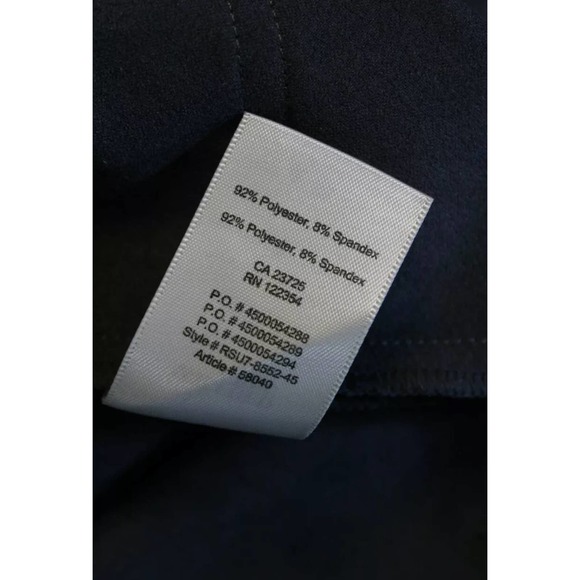 92% Polyester, 8% Spandex
92% Polyester, 8% Spandex
CA 23725
RN 122354
P.O. # 4500054288
P.O. # 4500054289
P.O. # 4500054294
Style # RSU7-8552-45
Article # 58040